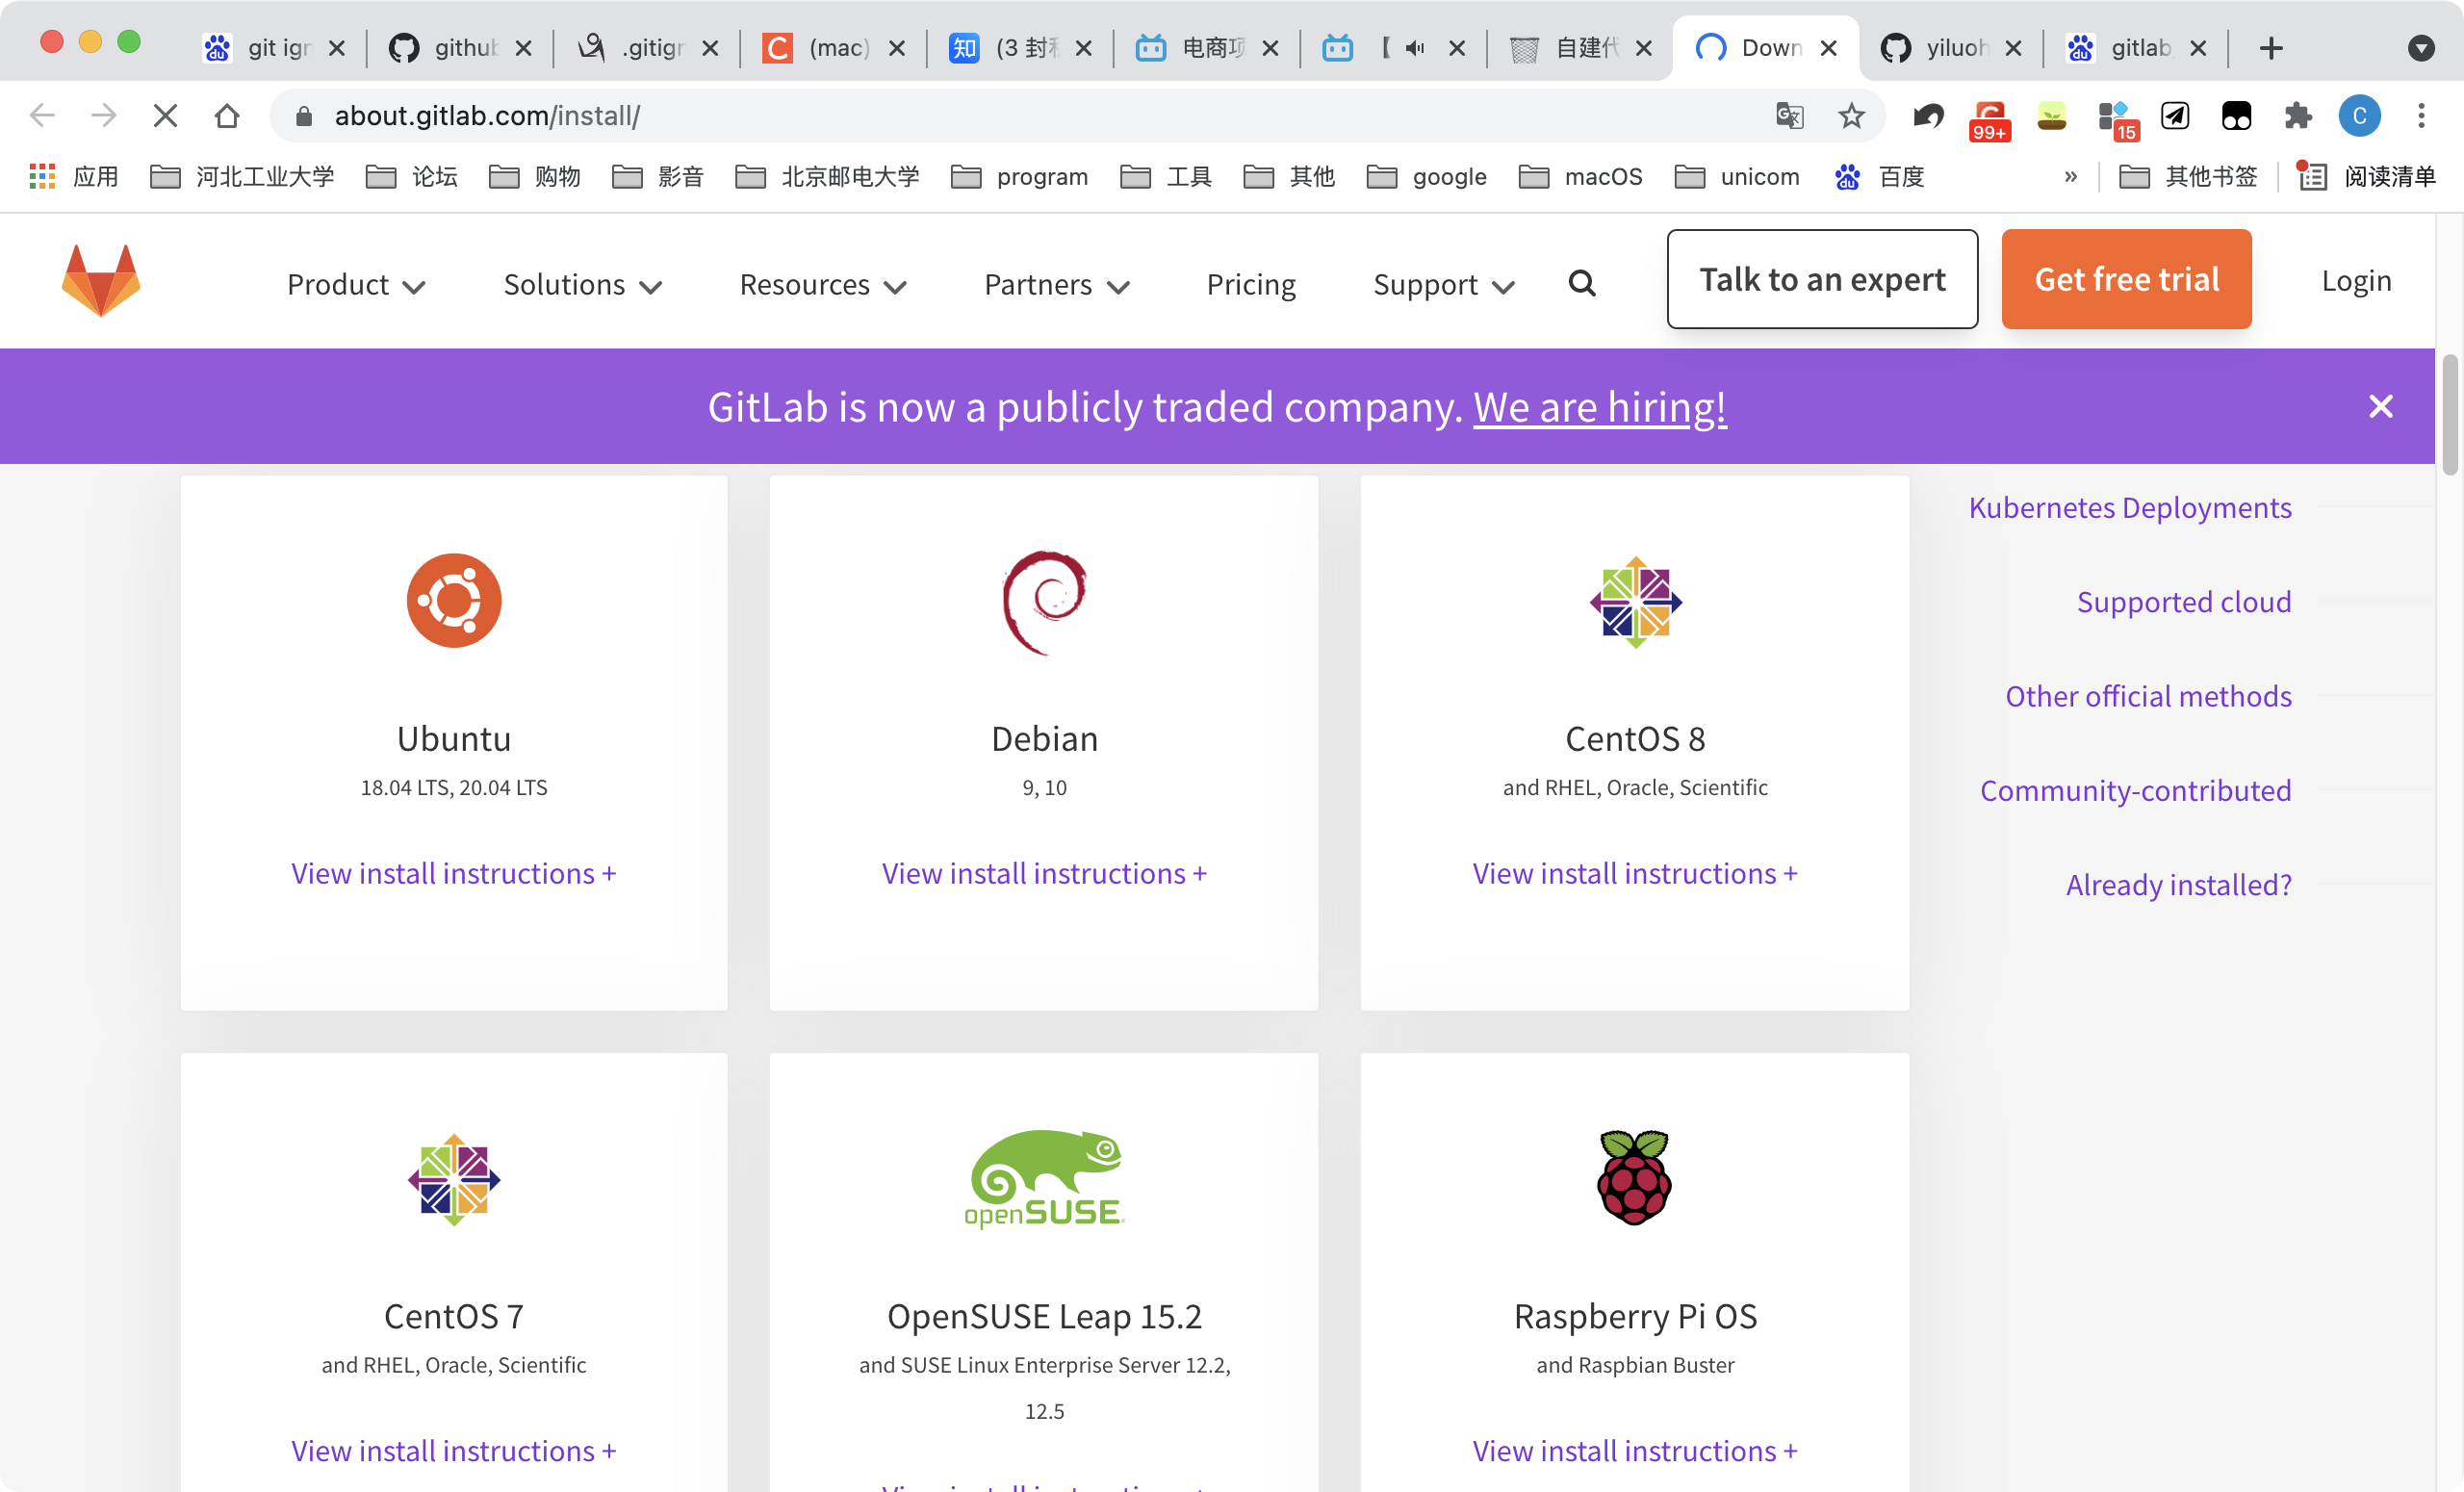 git ign
github
.gitigr
(mac)
知
(3 封
电商项
【
自建代
Down
yiluoh
gitlab
about.gitlab.com/install/
99+
15
C
应用
河北工业大学
论坛
购物
影音
北京邮电大学
program
工具
其他
google
macOS
unicom
百度
»
其他书签
阅读清单
Product
Solutions
Resources
Partners
Pricing
Support
Talk to an expert
Get free trial
Login
GitLab is now a publicly traded company. We are hiring!
Ubuntu
18.04 LTS, 20.04 LTS
View install instructions +
Debian
9, 10
View install instructions +
CentOS 8
and RHEL, Oracle, Scientific
View install instructions +
Kubernetes Deployments
Supported cloud
Other official methods
Community-contributed
Already installed?
CentOS 7
and RHEL, Oracle, Scientific
View install instructions +
openSUSE
OpenSUSE Leap 15.2
and SUSE Linux Enterprise Server 12.2,
12.5
View install instructions +
Raspberry Pi OS
and Raspbian Buster
View install instructions +